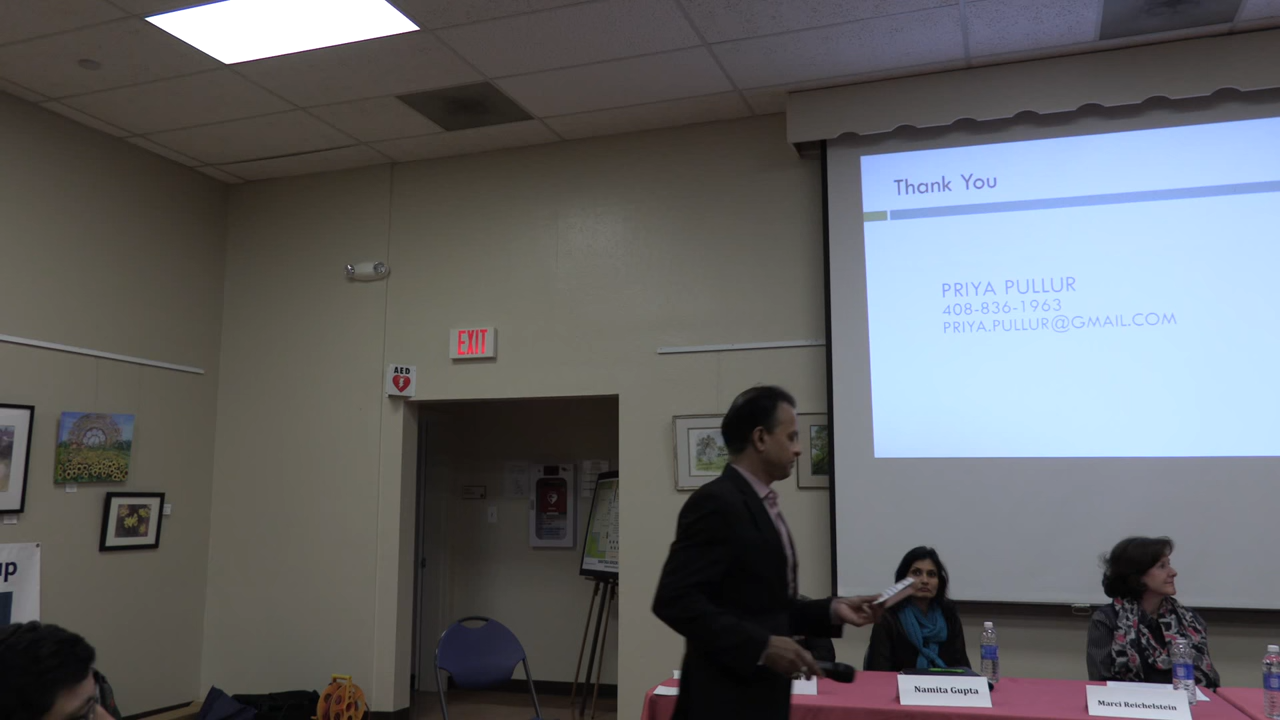 Thank You
PRIYA PULLUR
408-836-1963
PRIYA.PULLUR@GMAIL.COM
EXIT
AED
up
Namita Gupta
Marci Reichelstein